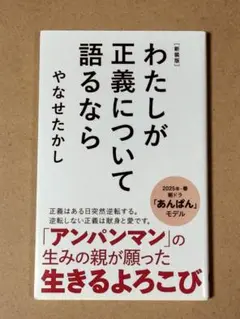 ［新装版］
わたしが
正義について
語るなら
やなせたかし
2025年・春
朝ドラ
「あんぱん」
モデル
正義はある日突然逆転する。
逆転しない正義は献身と愛です。
「アンパンマン」の
生みの親が願った
生きるよろこび